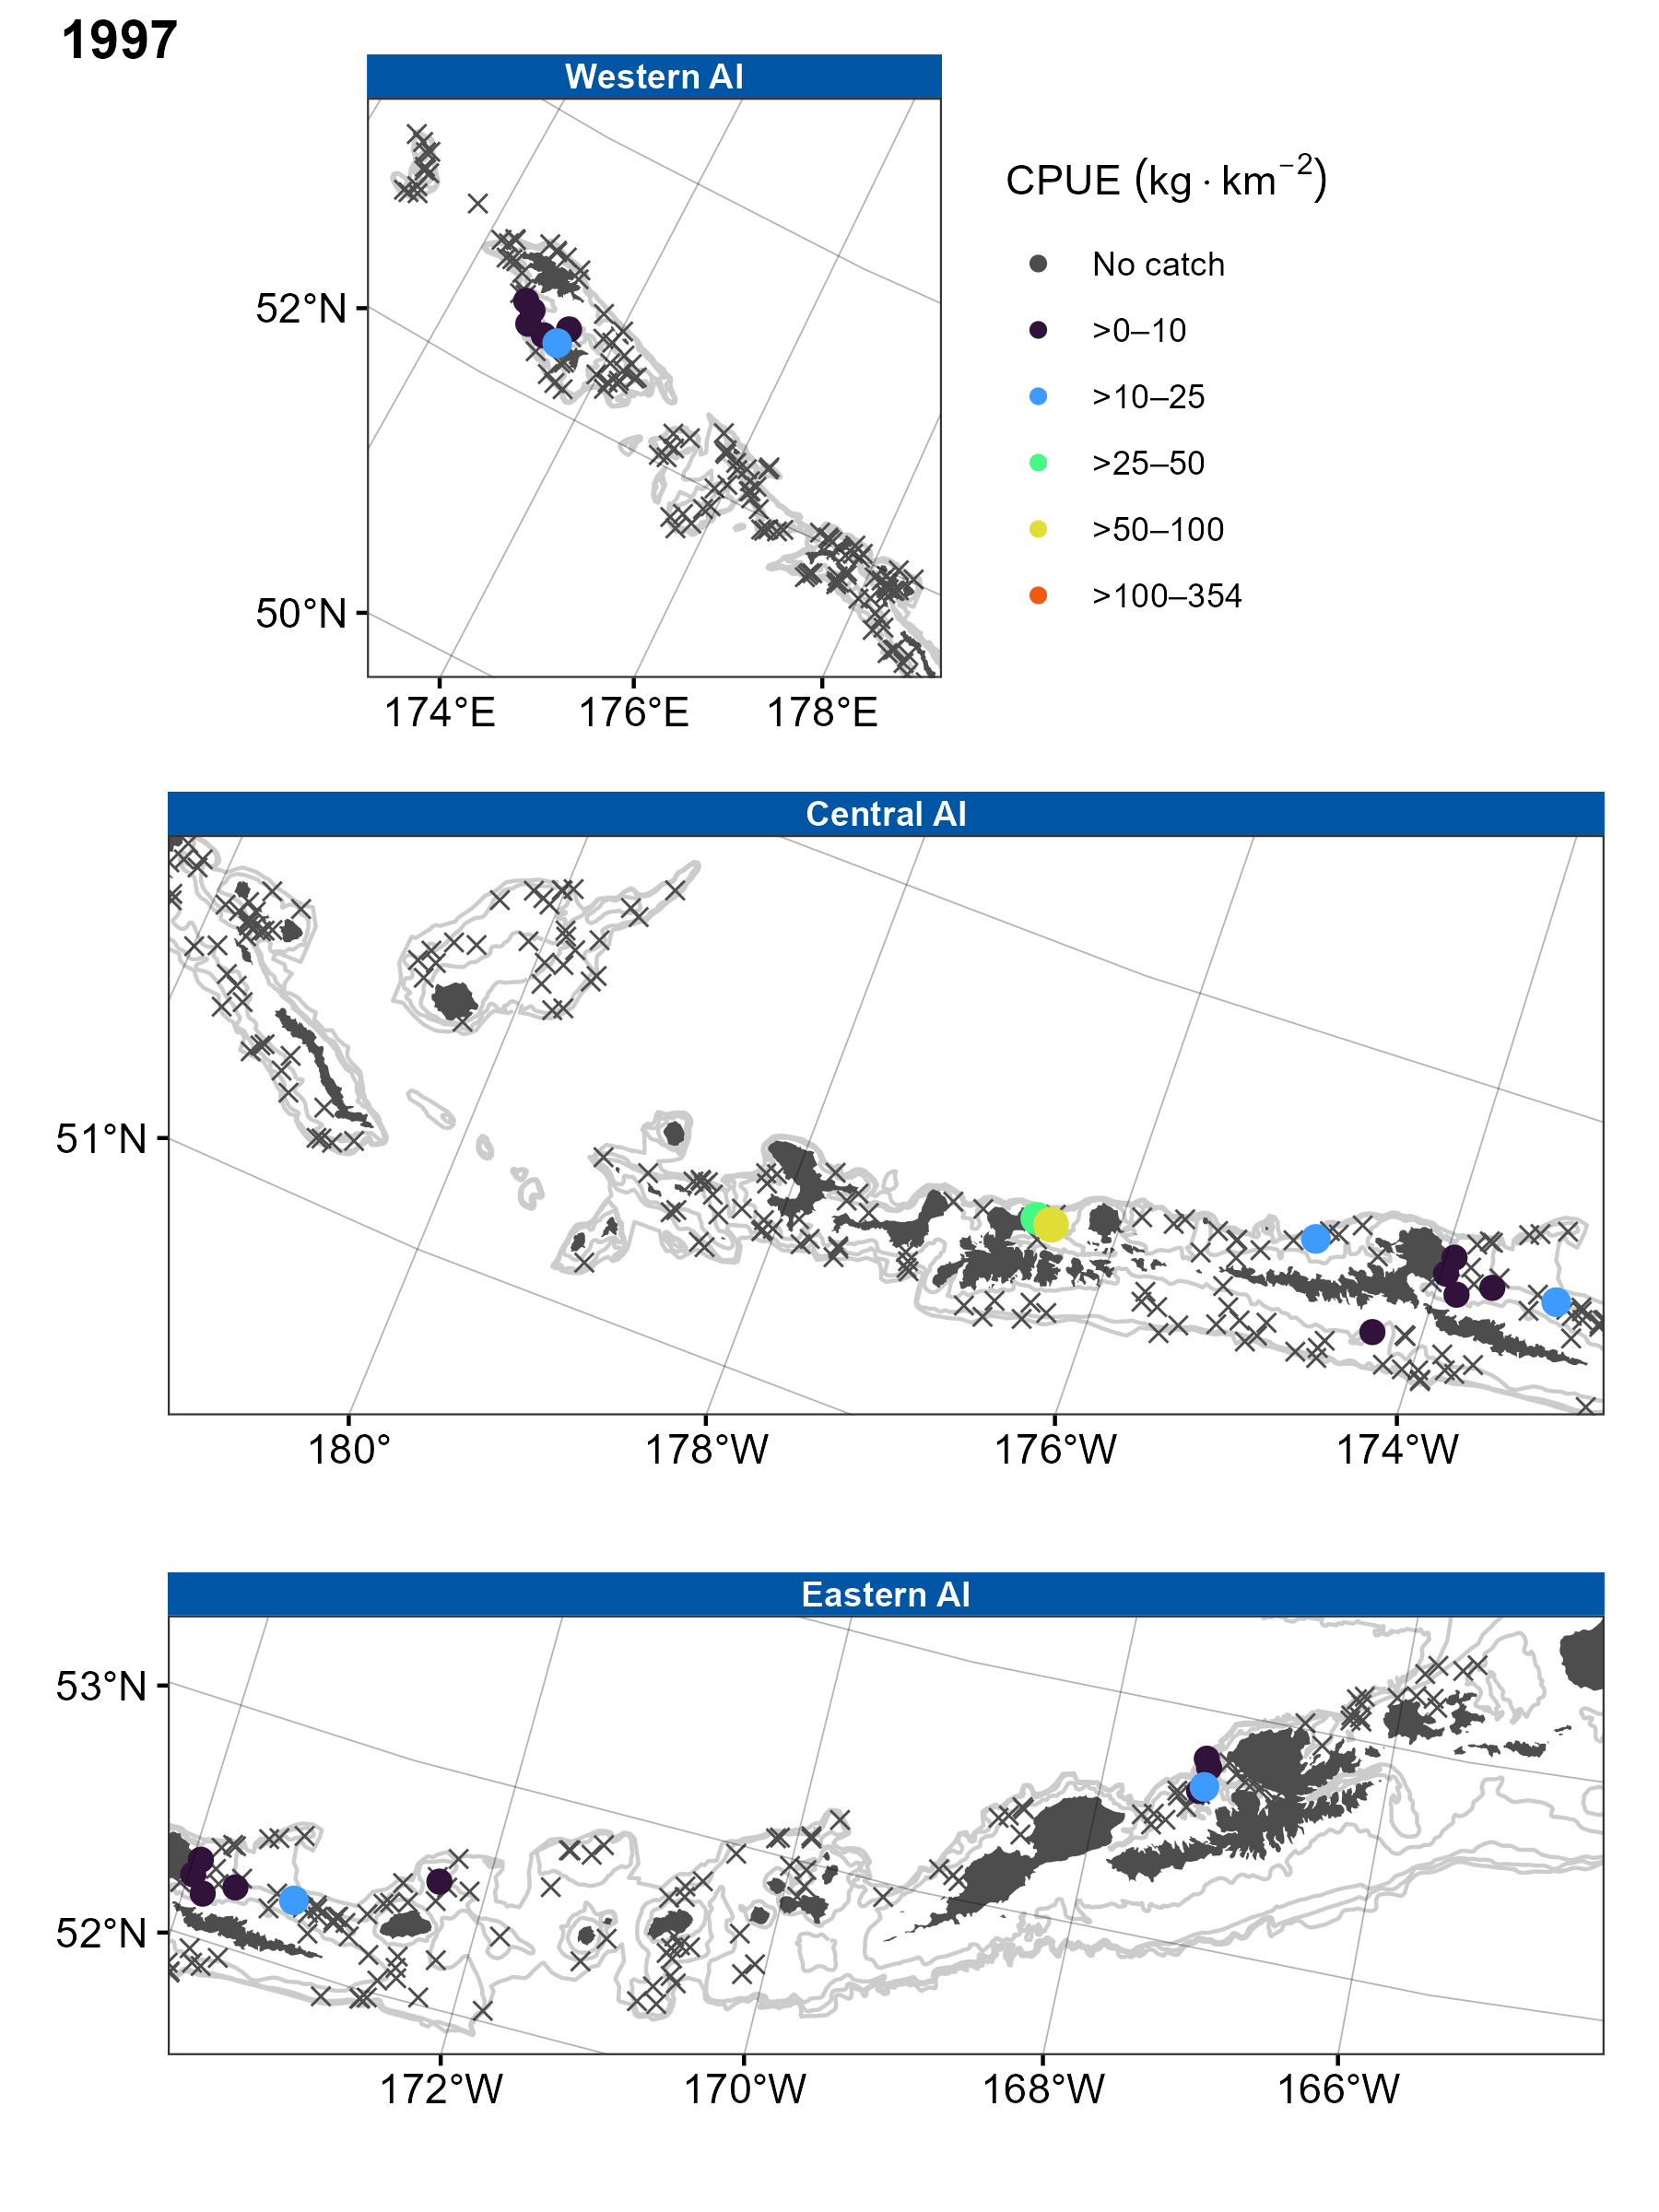 1997
Western AI
CPUE (kg · km−2)
No catch
>0–10
>10–25
>25–50
>50–100
>100–354
52°N
50°N
174°E 176°E 178°E
Central AI
51°N
180° 178°W 176°W 174°W
Eastern AI
53°N
52°N
172°W 170°W 168°W 166°W